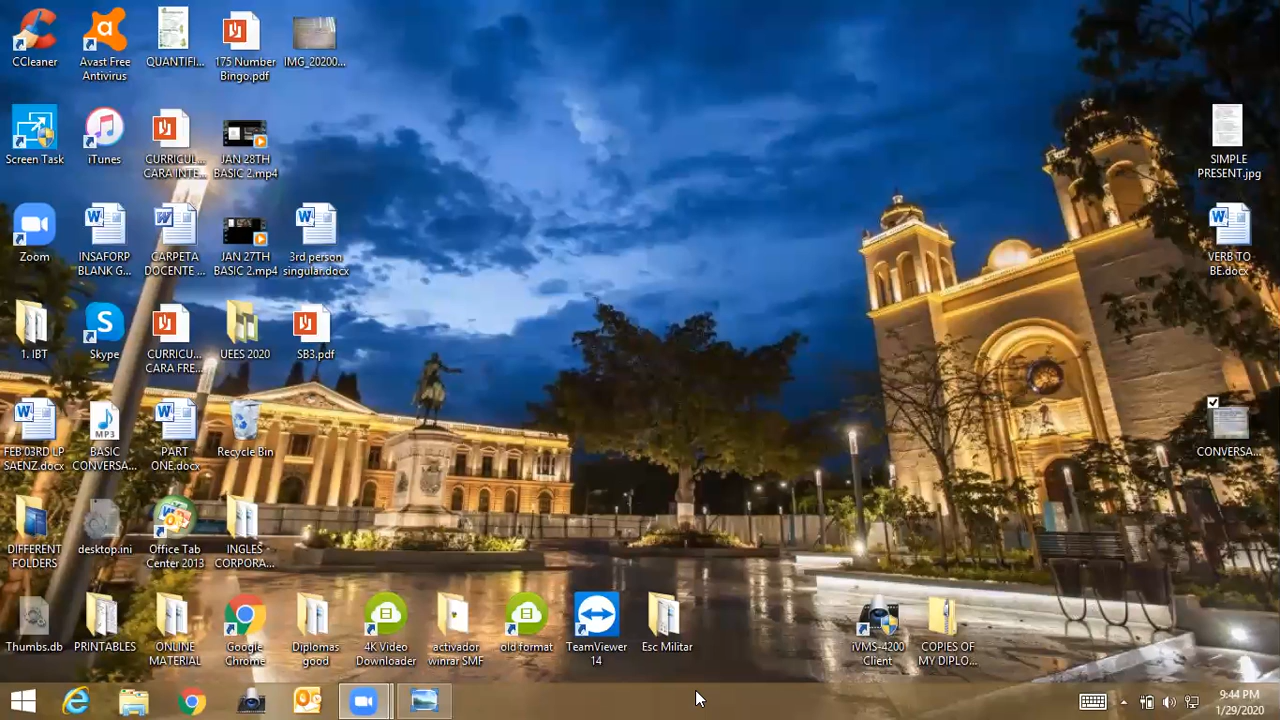 CCleaner
Avast Free
Antivirus
QUANTIFI...
175 Number
Bingo.pdf
IMG_20200...
Screen Task
iTunes
CURRICUL...
CARA INTE...
JAN 28TH
BASIC 2.mp4
SIMPLE
PRESENT.jpg
Zoom
INSAFORP
BLANK G...
CARPETA
DOCENTE ...
JAN 27TH
BASIC 2.mp4
3rd person
singular.docx
VERB TO
BE.docx
1. IBT
Skype
CURRICUL...
CARA FRE...
UEES 2020
SB3.pdf
FEB 03RD LP
SAENZ.docx
MP3
BASIC
CONVERSA...
PART
ONE.docx
Recycle Bin
CONVERSA...
DIFFERENT
FOLDERS
desktop.ini
Office Tab
Center 2013
INGLES
CORPORA...
Thumbs.db
PRINTABLES
ONLINE
MATERIAL
Google
Chrome
Diplomas
good
4K Video
Downloader
activador
winrar SMF
old format
TeamViewer
14
Esc Militar
iVMS-4200
Client
COPIES OF
MY DIPLO...
9:44 PM
1/29/2020